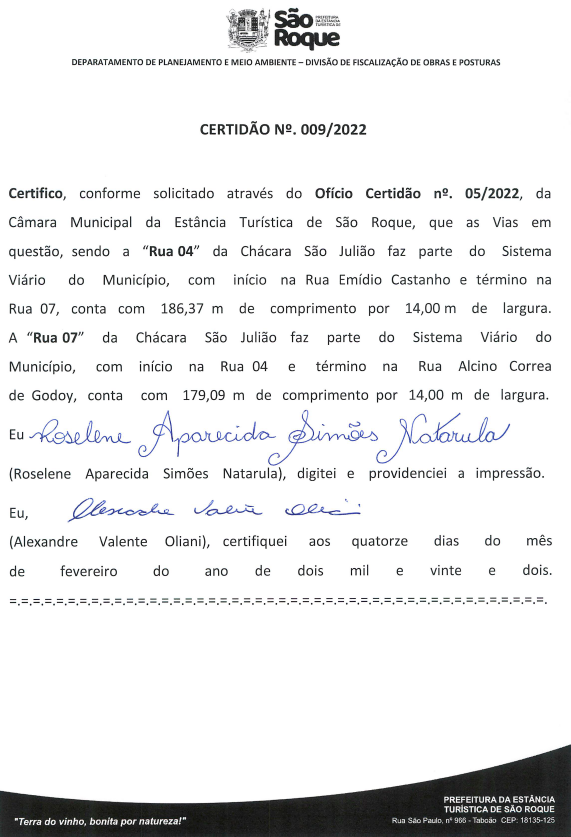 São Roque
PREFEITURA
DA ESTÂNCIA
TURÍSTICA DE
DEPARATAMENTO DE PLANEJAMENTO E MEIO AMBIENTE – DIVISÃO DE FISCALIZAÇÃO DE OBRAS E POSTURAS
CERTIDÃO Nº. 009/2022
Certifico, conforme solicitado através do Ofício Certidão nº. 05/2022, da
Câmara Municipal da Estância Turística de São Roque, que as Vias em
questão, sendo a “Rua 04” da Chácara São Julião faz parte do Sistema
Viário do Município, com início na Rua Emídio Castanho e término na
Rua 07, conta com 186,37 m de comprimento por 14,00 m de largura.
A “Rua 07” da Chácara São Julião faz parte do Sistema Viário do
Município, com início na Rua 04 e término na Rua Alcino Correa
de Godoy, conta com 179,09 m de comprimento por 14,00 m de largura.
Eu Roselene Aparecida Simões Natarula
(Roselene Aparecida Simões Natarula), digitei e providenciei a impressão.
Eu, Alexandre Valente Oliani
(Alexandre Valente Oliani), certifiquei aos quatorze dias do mês
de fevereiro do ano de dois mil e vinte e dois.
=.=.=.=.=.=.=.=.=.=.=.=.=.=.=.=.=.=.=.=.=.=.=.=.=.=.=.=.=.=.=.=.=.=.=.=.=.=.=.=.=.=.=.=.=.=.
"Terra do vinho, bonita por natureza!"
PREFEITURA DA ESTÂNCIA
TURÍSTICA DE SÃO ROQUE
Rua São Paulo, nº 966 - Taboão CEP: 18135-125